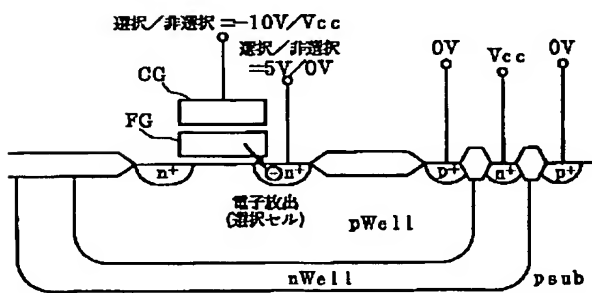 選択/非選択=-10V/Vcc
選択/非選択
=5V/0V
0V
Vcc
0V
CG
FG
n+
n+
p+
n+
p+
電子放出
(選択セル)
pWell
nWell
psub